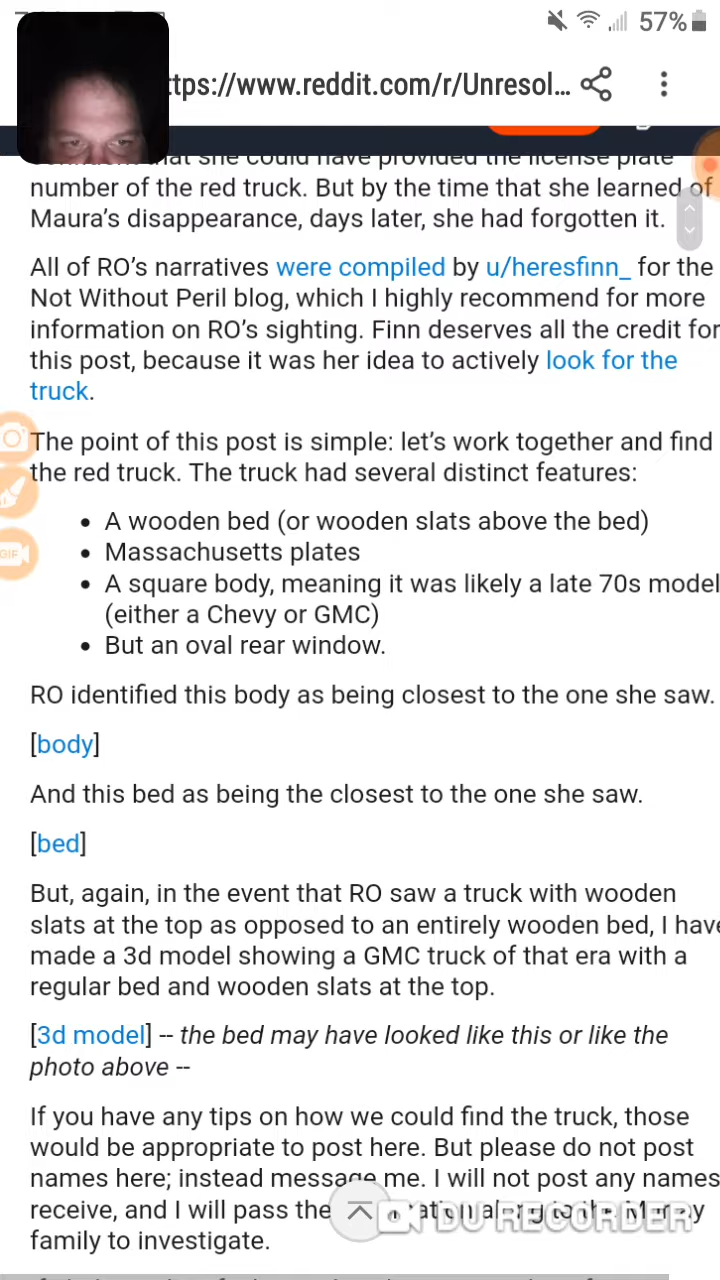 57%
ttps://www.reddit.com/r/Unresol...
that she could have provided the license plate
number of the red truck. But by the time that she learned of
Maura's disappearance, days later, she had forgotten it.
All of RO's narratives were compiled by u/heresfinn_ for the
Not Without Peril blog, which I highly recommend for more
information on RO's sighting. Finn deserves all the credit for
this post, because it was her idea to actively look for the
truck.
The point of this post is simple: let's work together and find
the red truck. The truck had several distinct features:
• A wooden bed (or wooden slats above the bed)
• Massachusetts plates
• A square body, meaning it was likely a late 70s model
(either a Chevy or GMC)
• But an oval rear window.
RO identified this body as being closest to the one she saw.
[body]
And this bed as being the closest to the one she saw.
[bed]
But, again, in the event that RO saw a truck with wooden
slats at the top as opposed to an entirely wooden bed, I have
made a 3d model showing a GMC truck of that era with a
regular bed and wooden slats at the top.
[3d model] -- the bed may have looked like this or like the
photo above --
If you have any tips on how we could find the truck, those
would be appropriate to post here. But please do not post
names here; instead message me. I will not post any names
receive, and I will pass the along to the Murray
family to investigate.
GIF
DU RECORDER